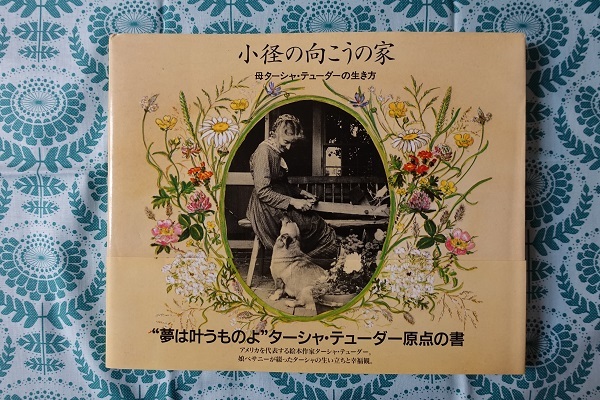 小径の向こうの家
母ターシャ・テューダーの生き方
“夢は叶うものよ”ターシャ・テューダー原点の書
アメリカを代表する絵本作家ターシャ・テューダー。
娘ベサニーが綴ったターシャの生い立ちと幸福観。